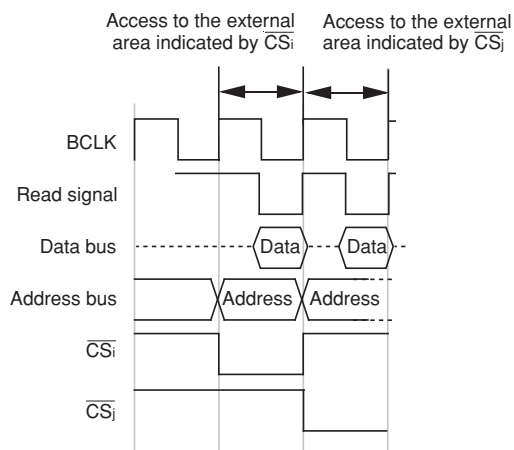 Access to the external
area indicated by CSi
Access to the external
area indicated by CSj
BCLK
Read signal
Data bus
Data
Data
Address bus
Address
Address
CSi
CSj